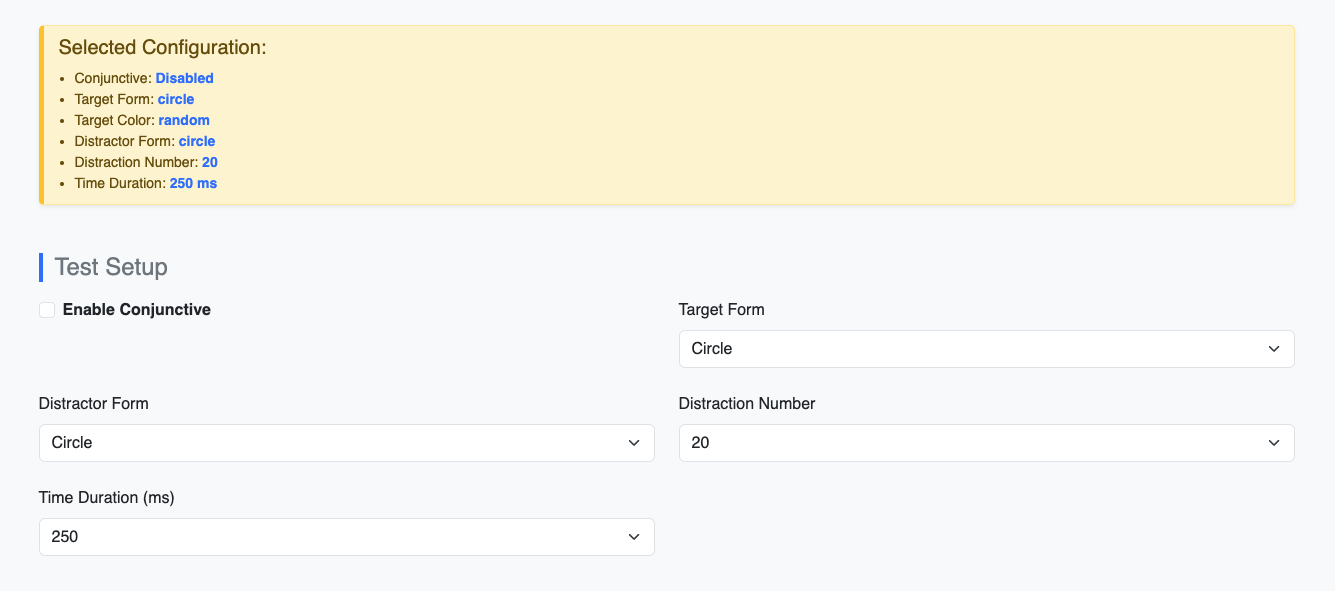 Selected Configuration:
Conjunctive: Disabled
Target Form: circle
Target Color: random
Distractor Form: circle
Distraction Number: 20
Time Duration: 250 ms
Test Setup
Enable Conjunctive
Target Form
Circle
Distractor Form
Distraction Number
Circle
20
Time Duration (ms)
250